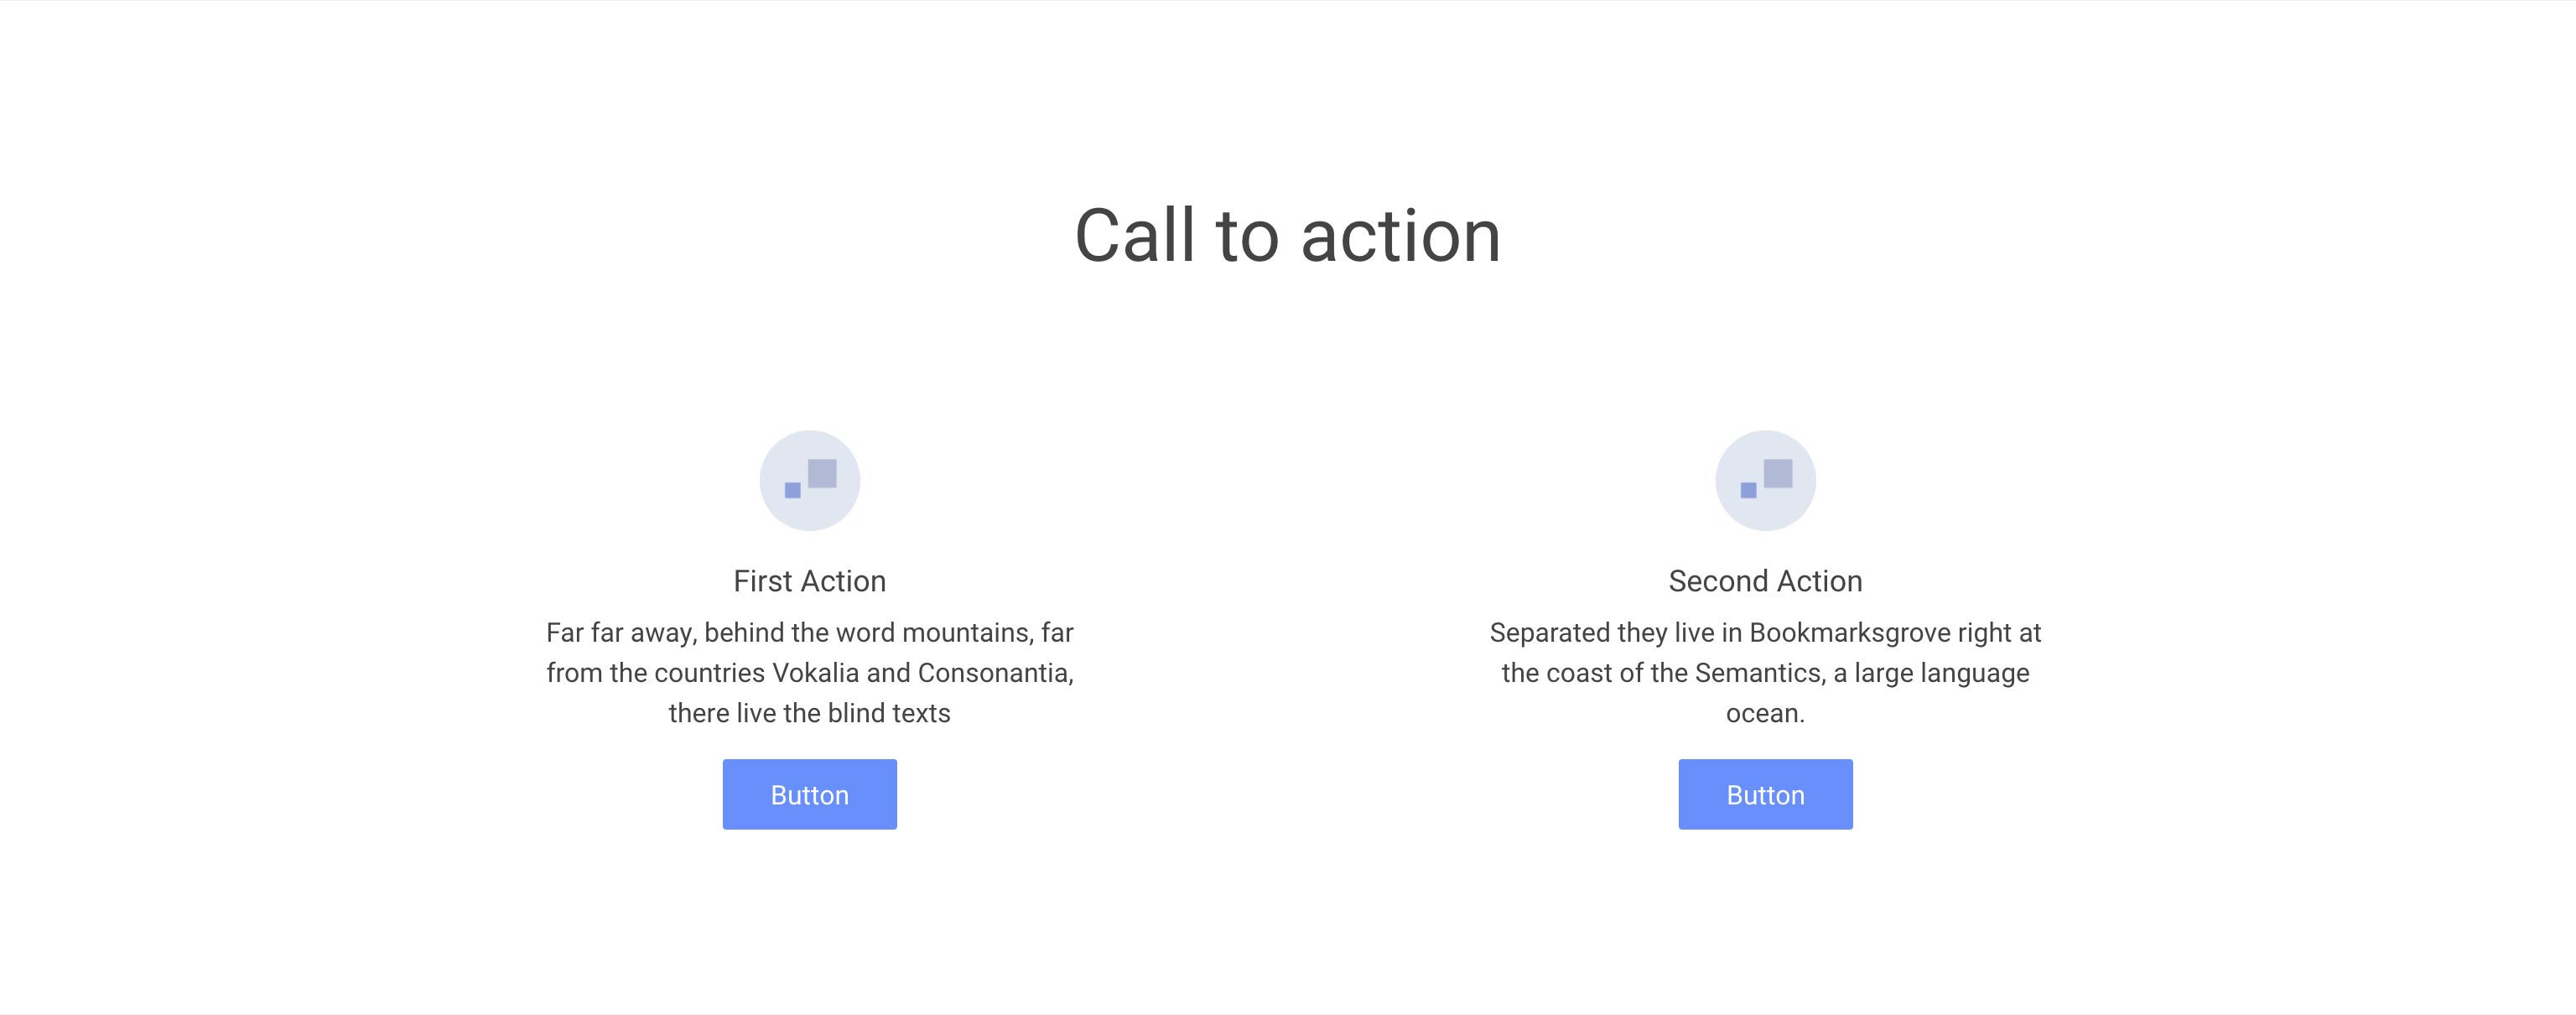 Call to action
First Action
Far far away, behind the word mountains, far
from the countries Vokalia and Consonantia,
there live the blind texts
Button
Second Action
Separated they live in Bookmarksgrove right at
the coast of the Semantics, a large language
ocean.
Button